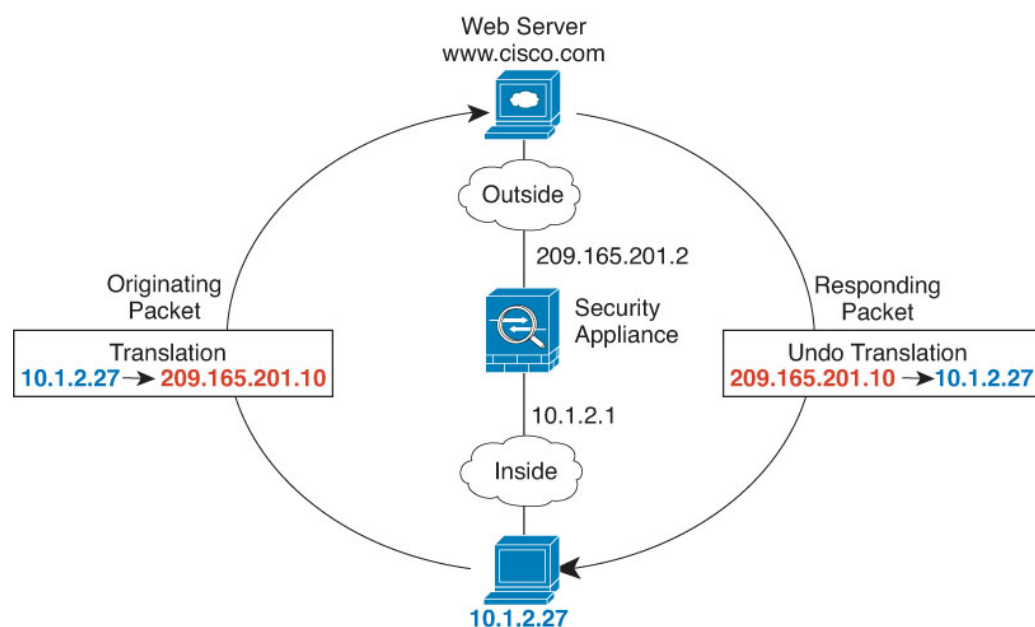 Web Server
www.cisco.com
Outside
209.165.201.2
Originating
Packet
Responding
Packet
Security
Appliance
Translation
10.1.2.27 → 209.165.201.10
Undo Translation
209.165.201.10 → 10.1.2.27
10.1.2.1
Inside
10.1.2.27